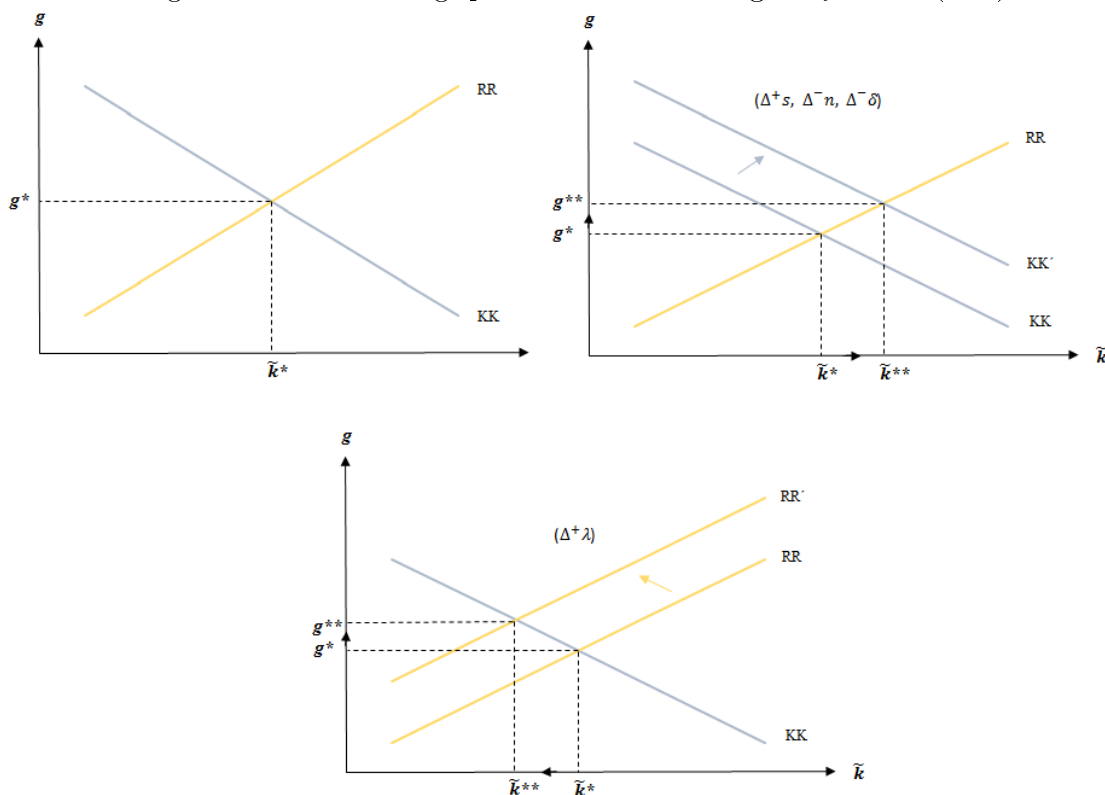 g
RR
g*
KK
k̃*
g
(Δ⁺s, Δ⁻n, Δ⁻δ)
RR
g**
g*
KK´
KK
k̃
k̃* k̃**
g
RR´
(Δ⁺λ)
RR
g**
g*
KK
k̃
k̃** k̃*